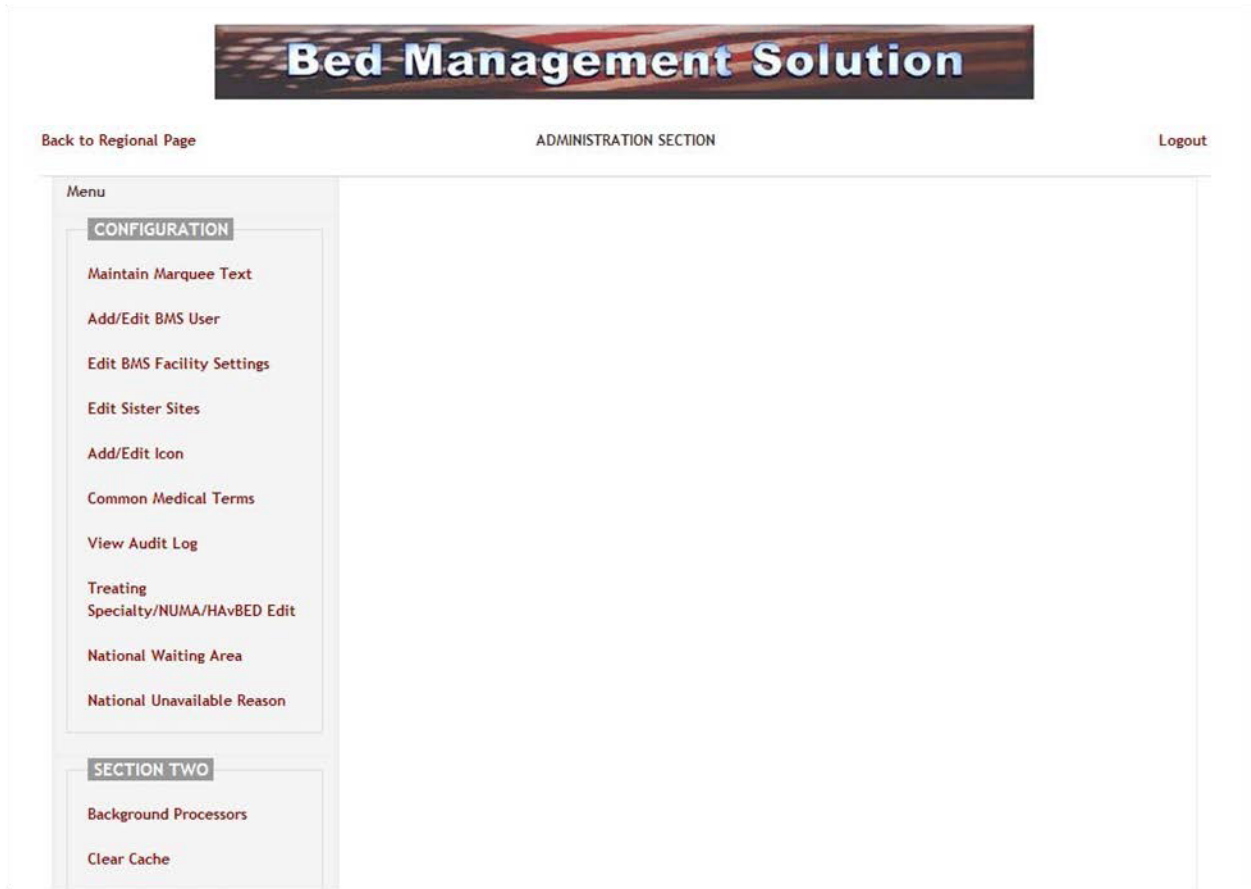 Bed Management Solution
Back to Regional Page
ADMINISTRATION SECTION
Logout
Menu
CONFIGURATION
Maintain Marquee Text
Add/Edit BMS User
Edit BMS Facility Settings
Edit Sister Sites
Add/Edit Icon
Common Medical Terms
View Audit Log
Treating
Specialty/NUMA/HAvBED Edit
National Waiting Area
National Unavailable Reason
SECTION TWO
Background Processors
Clear Cache